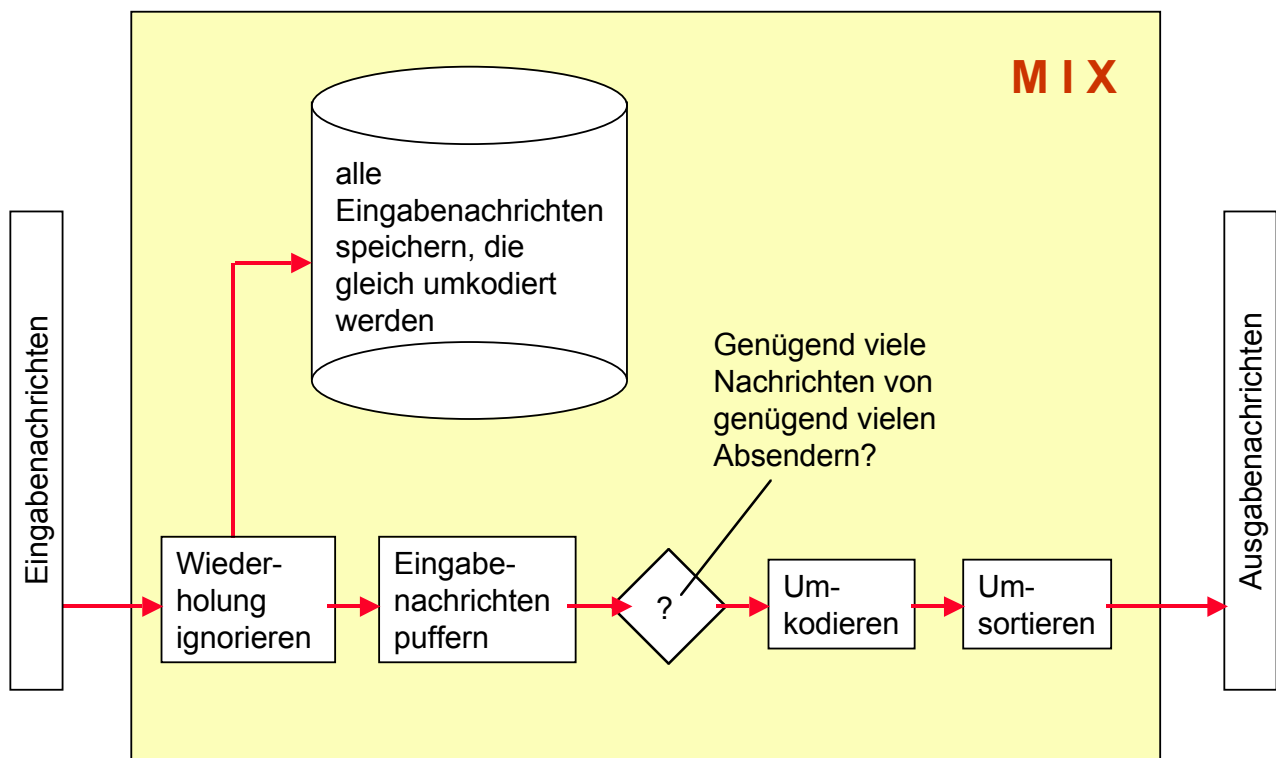 M I X
alle
Eingabenachrichten
speichern, die
gleich umkodiert
werden
Eingabenachrichten
Genügend viele
Nachrichten von
genügend vielen
Absendern?
Wieder-
holung
ignorieren
Eingabe-
nachrichten
puffern
?
Um-
kodieren
Um-
sortieren
Ausgabenachrichten